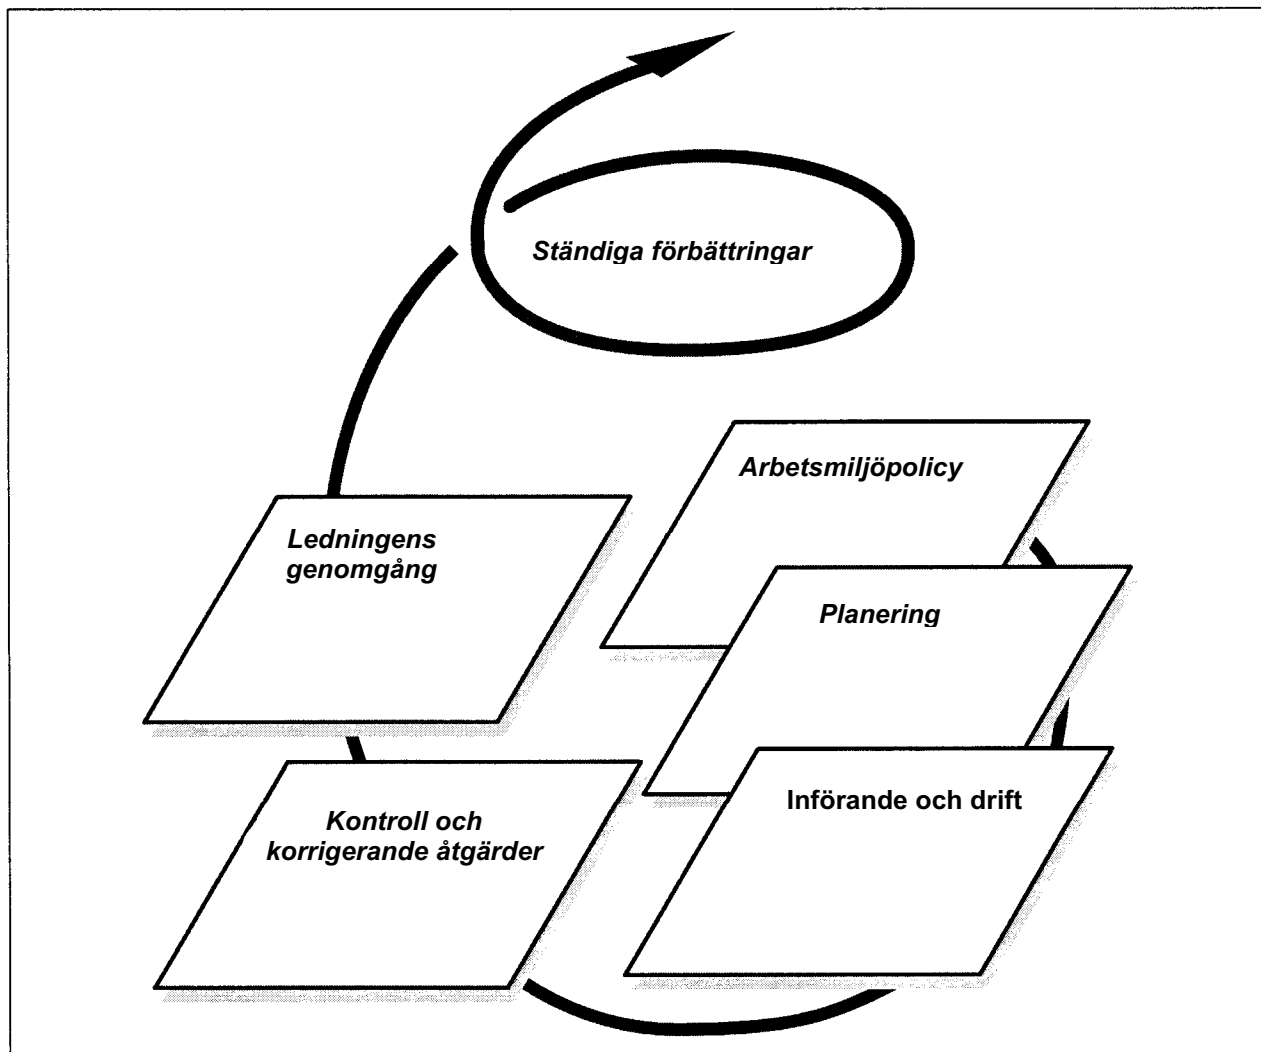 Ständiga förbättringar
Arbetsmiljöpolicy
Ledningens
genomgång
Planering
Införande och drift
Kontroll och
korrigerande åtgärder